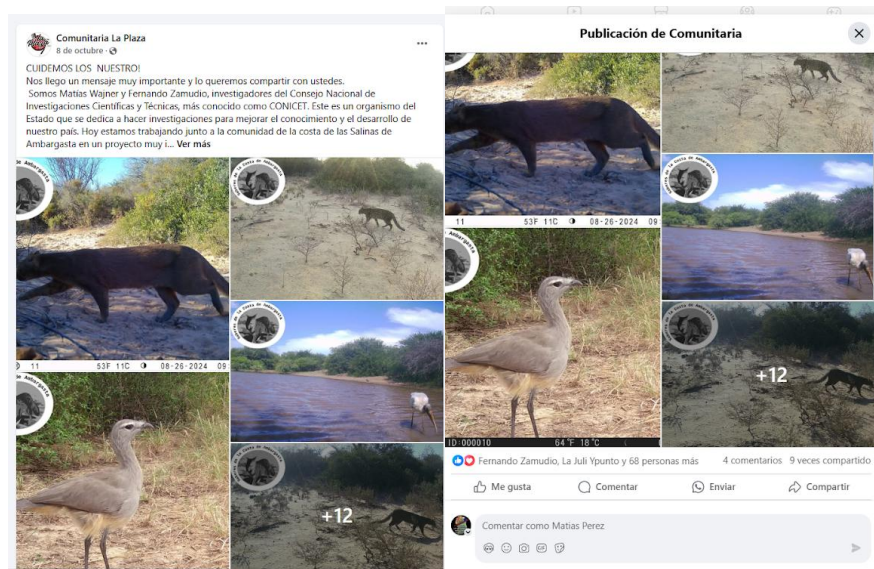 Comunitaria La Plaza
8 de octubre ·
CUIDEMOS LOS NUESTRO!
Nos llego un mensaje muy importante y lo queremos compartir con ustedes.
Somos Matías Wajner y Fernando Zamudio, investigadores del Consejo Nacional de
Investigaciones Científicas y Técnicas, más conocido como CONICET. Este es un organismo del
Estado que se dedica a hacer investigaciones para mejorar el conocimiento y el desarrollo de
nuestro país. Hoy estamos trabajando junto a la comunidad de la costa de las Salinas de
Ambargasta en un proyecto muy i... Ver más
11 53F 11C 08-26-2024 09
+12
Publicación de Comunitaria
11 53F 11C 08-26-2024 09
ID:000010 64°F 18°C
+12
Fernando Zamudio, La Juli Ypunto y 68 personas más 4 comentarios 9 veces compartido
Me gusta Comentar Enviar Compartir
Comentar como Matias Perez
GIF